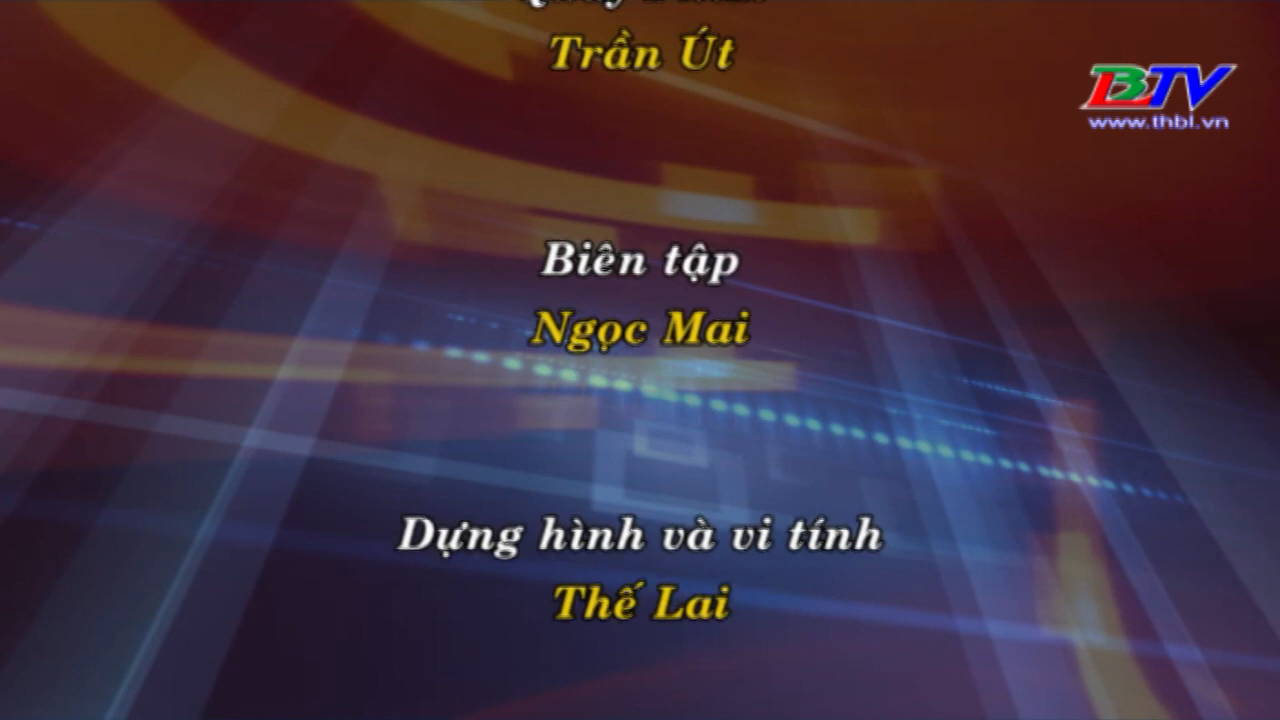 Trần Út
BTV
www.thbl.vn
Biên tập
Ngọc Mai
Dựng hình và vi tính
Thế Lai